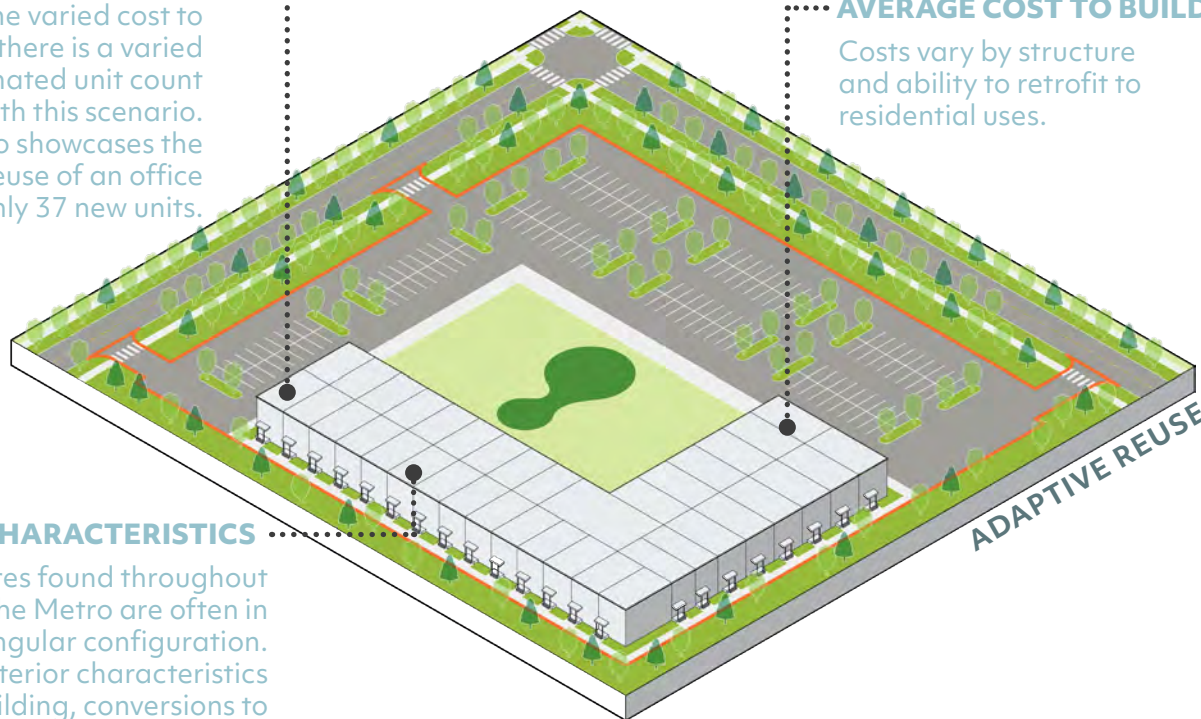 he varied cost to
there is a varied
nated unit count
th this scenario.
o showcases the
euse of an office
nly 37 new units.
AVERAGE COST TO BUILD
Costs vary by structure
and ability to retrofit to
residential uses.
ADAPTIVE REUSE
HARACTERISTICS
res found throughout
he Metro are often in
ngular configuration.
terior characteristics
ilding, conversions to